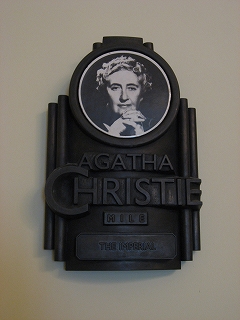 AGATHA
CHRISTIE
MILE
THE IMPERIAL